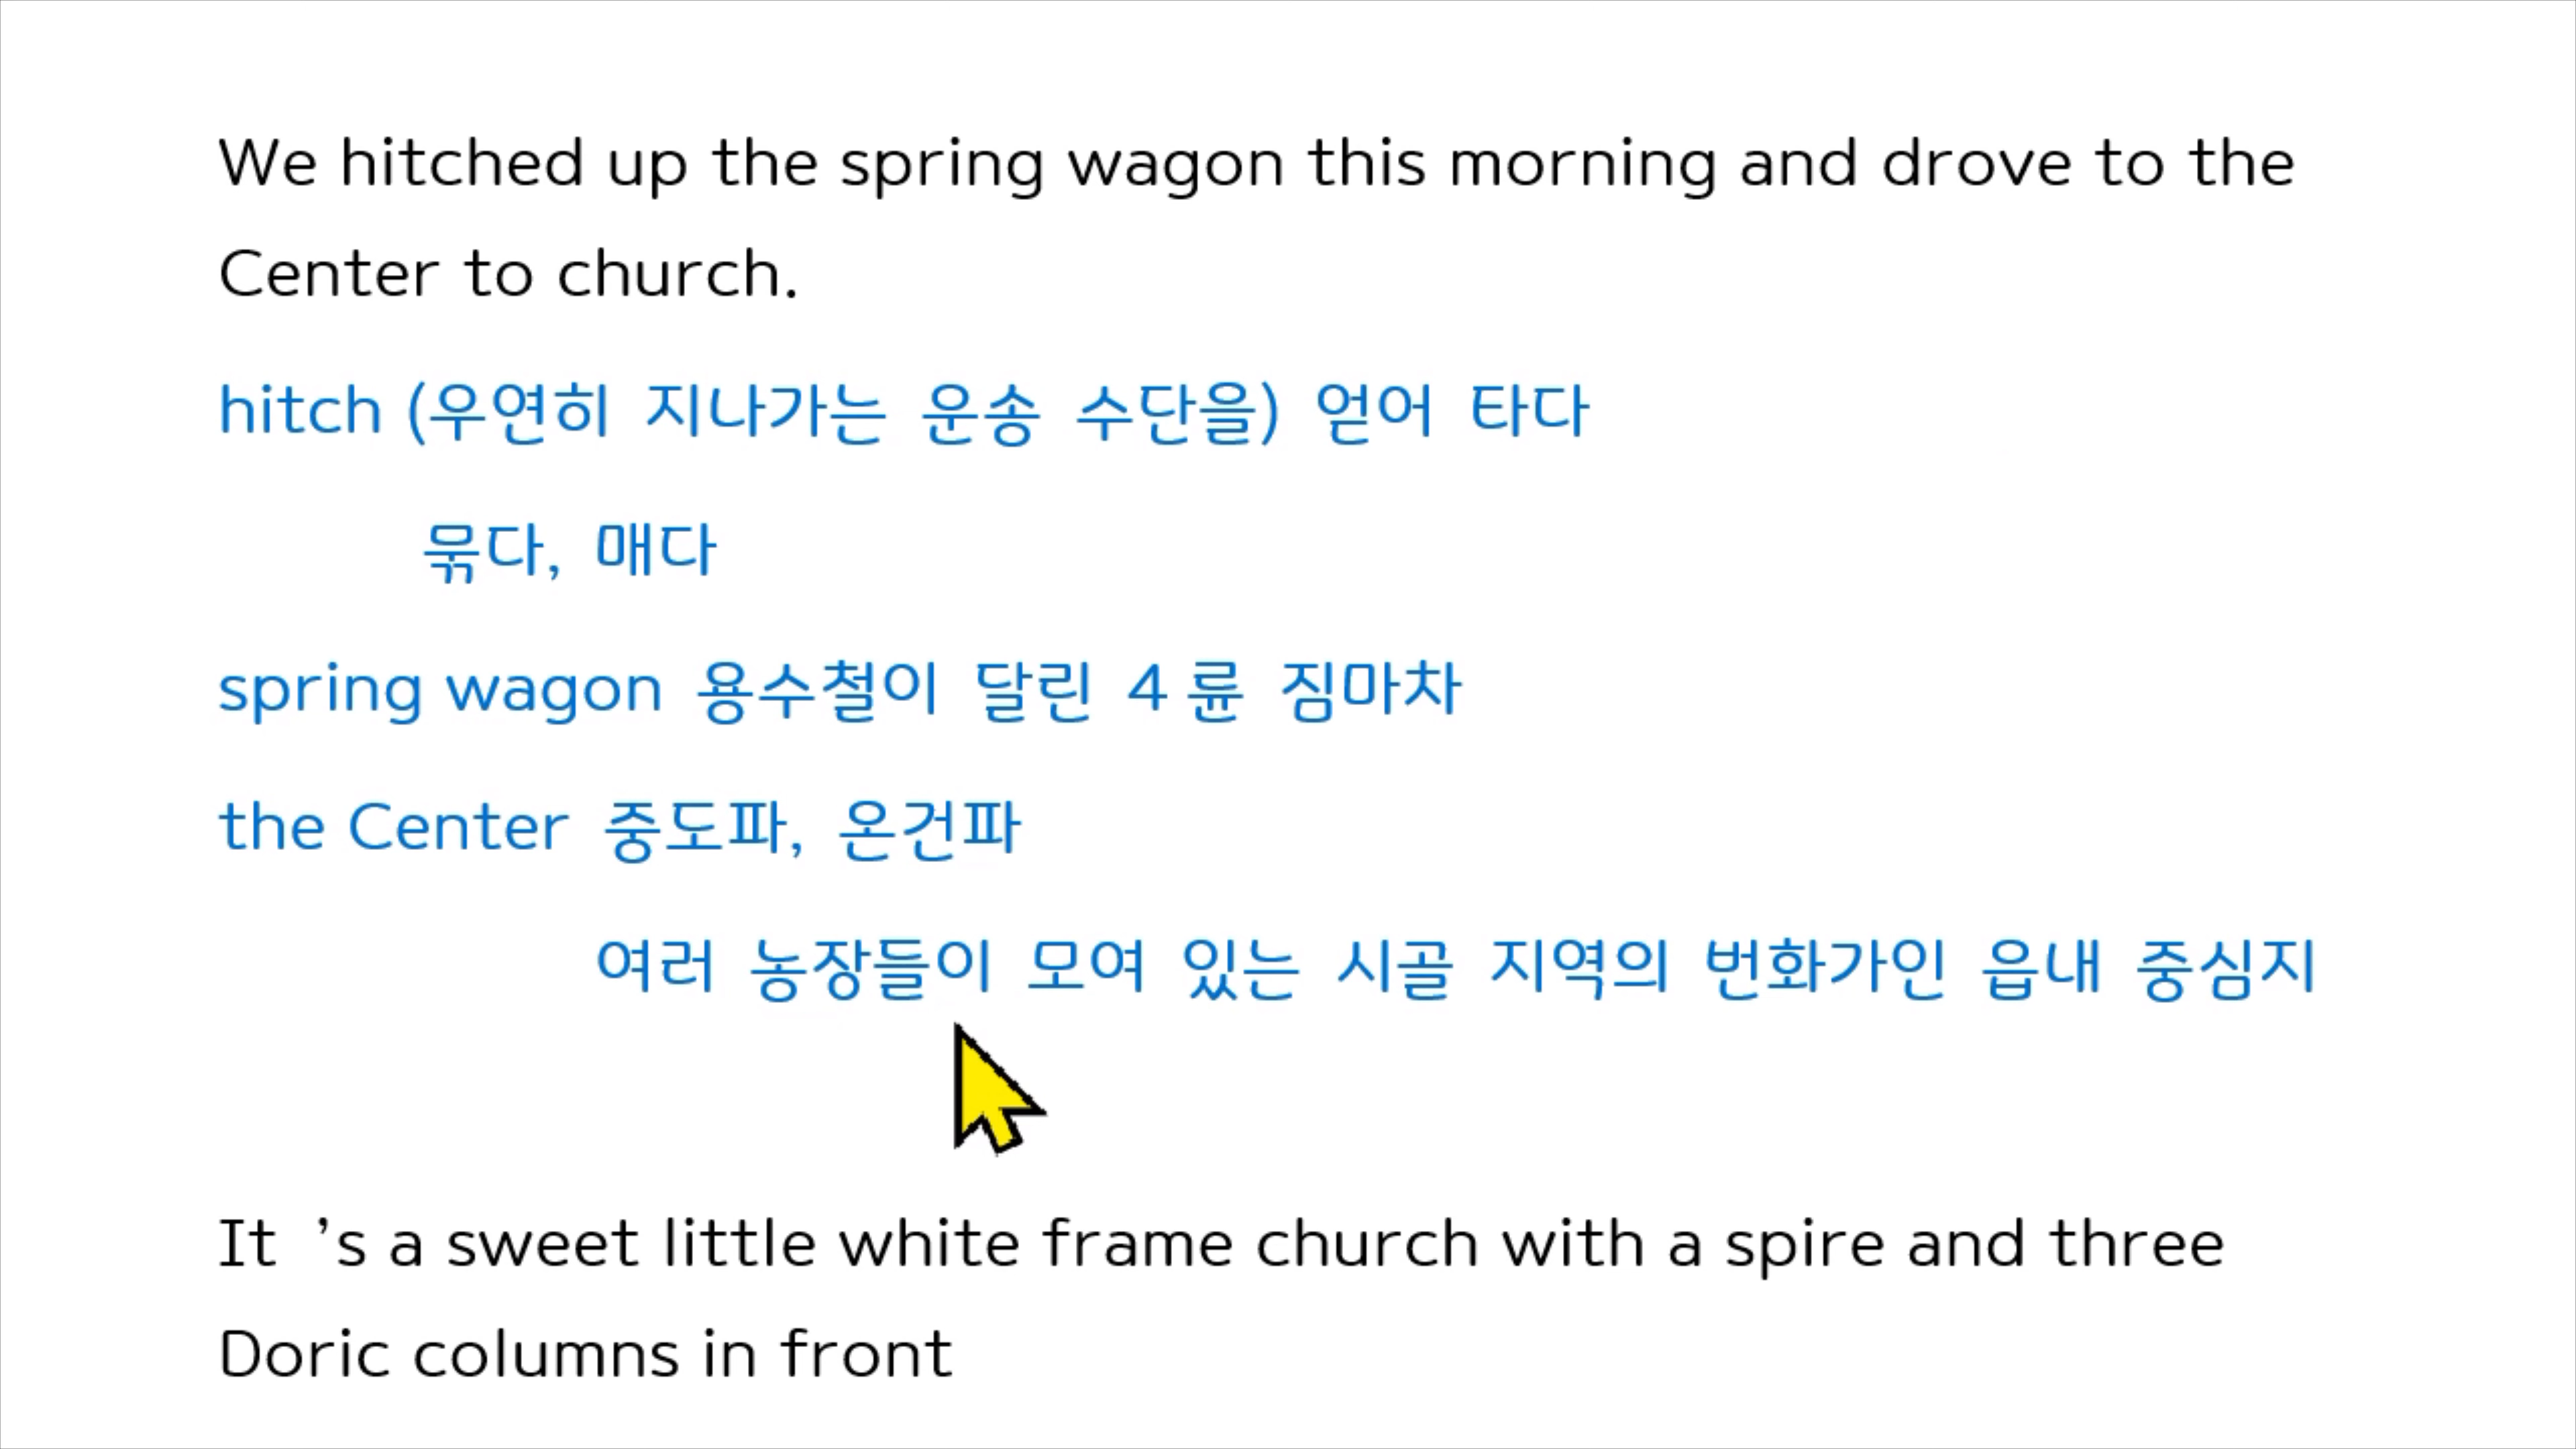 We hitched up the spring wagon this morning and drove to the
Center to church.
hitch (우연히 지나가는 운송 수단을) 얻어 타다
묶다, 매다
spring wagon 용수철이 달린 4륜 짐마차
the Center 중도파, 온건파
여러 농장들이 모여 있는 시골 지역의 번화가인 읍내 중심지
It ’s a sweet little white frame church with a spire and three
Doric columns in front